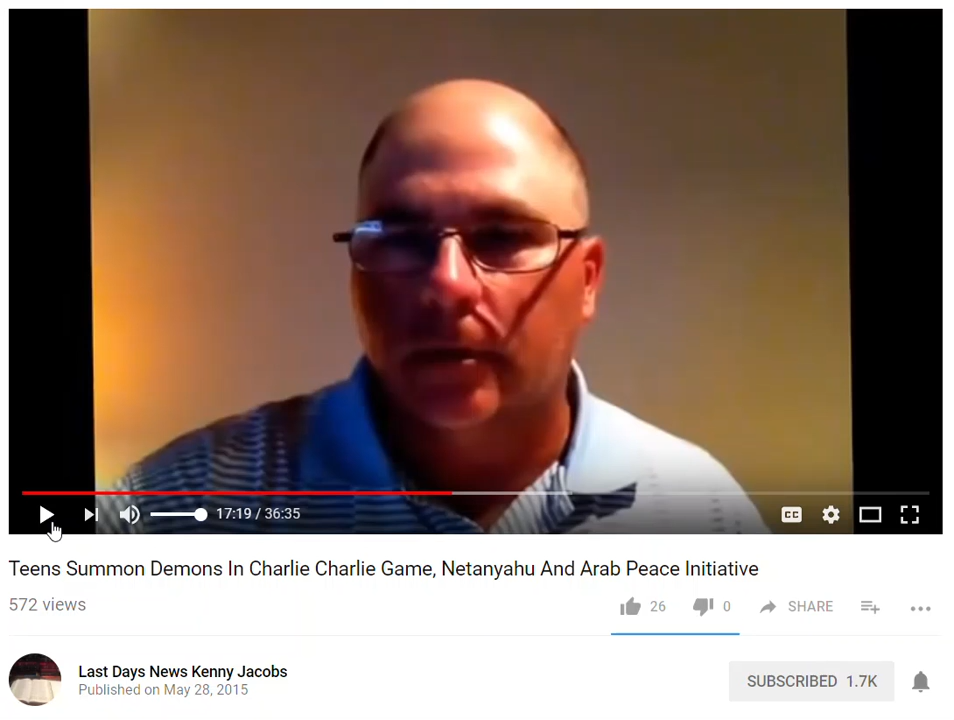 CC
17:19 / 36:35
Teens Summon Demons In Charlie Charlie Game, Netanyahu And Arab Peace Initiative
572 views
26 0 SHARE
Last Days News Kenny Jacobs
Published on May 28, 2015
SUBSCRIBED 1.7K